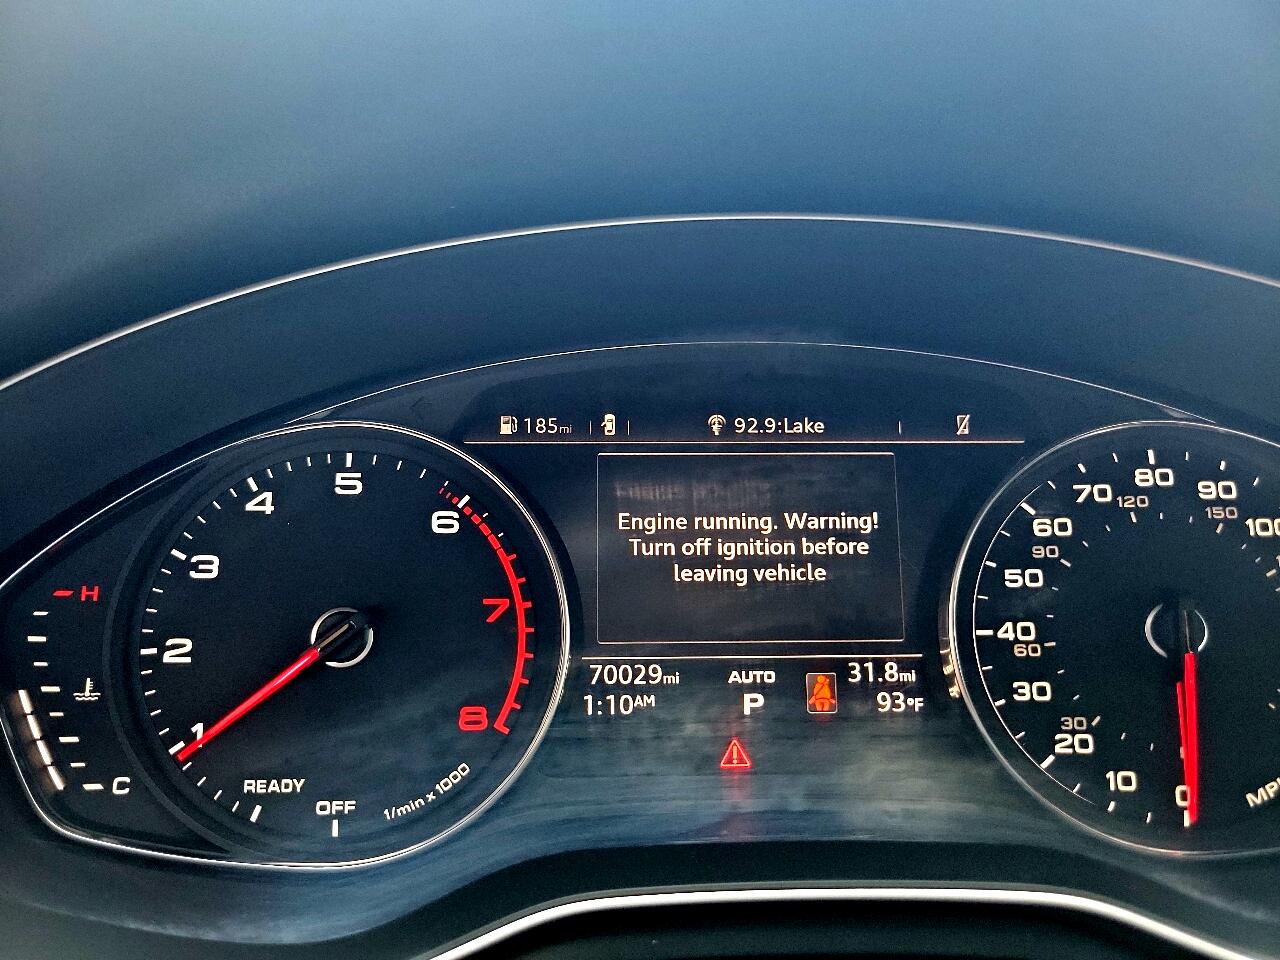 185mi
92.9:Lake
Engine running. Warning!
Turn off ignition before
leaving vehicle
70029mi
AUTO
31.8mi
1:10AM
P
93°F
H
C
1
2
3
4
5
6
7
8
READY
OFF
1/min x 1000
0
10
20
30
40
50
60
70
80
90
100
30
60
90
120
150